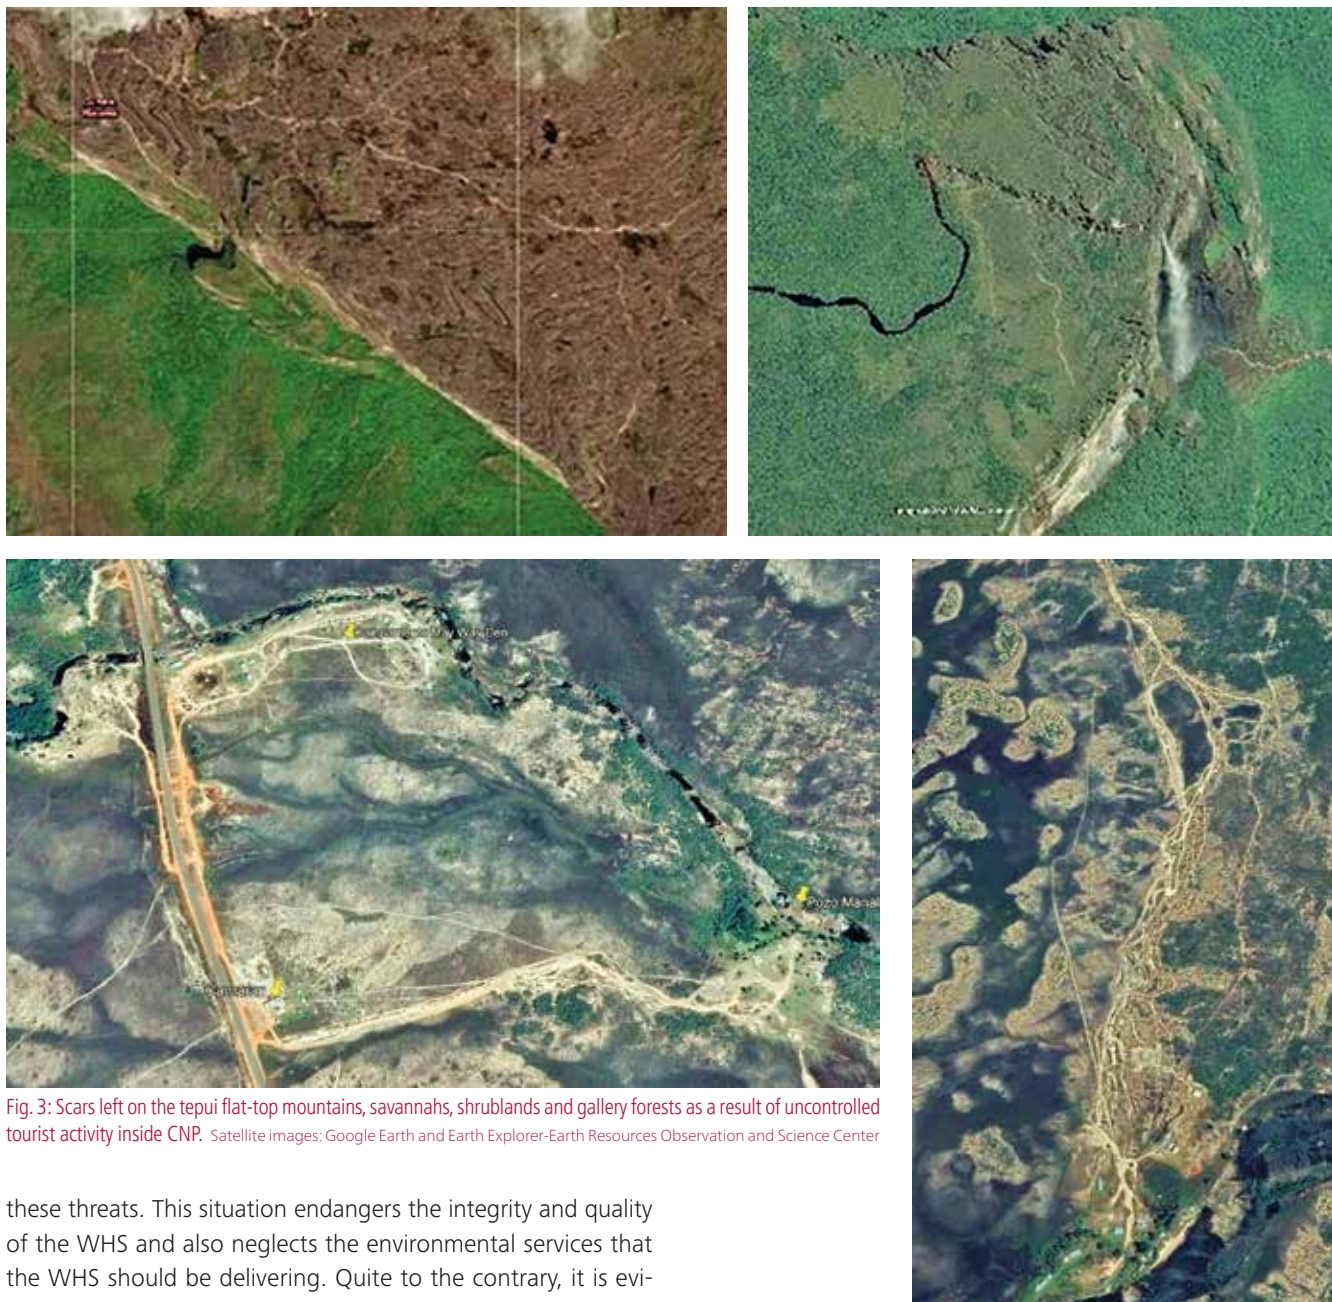 Pozo Manal
Fig. 3: Scars left on the tepui flat-top mountains, savannahs, shrublands and gallery forests as a result of uncontrolled
tourist activity inside CNP. Satellite images: Google Earth and Earth Explorer-Earth Resources Observation and Science Center
these threats. This situation endangers the integrity and quality
of the WHS and also neglects the environmental services that
the WHS should be delivering. Quite to the contrary, it is evi-